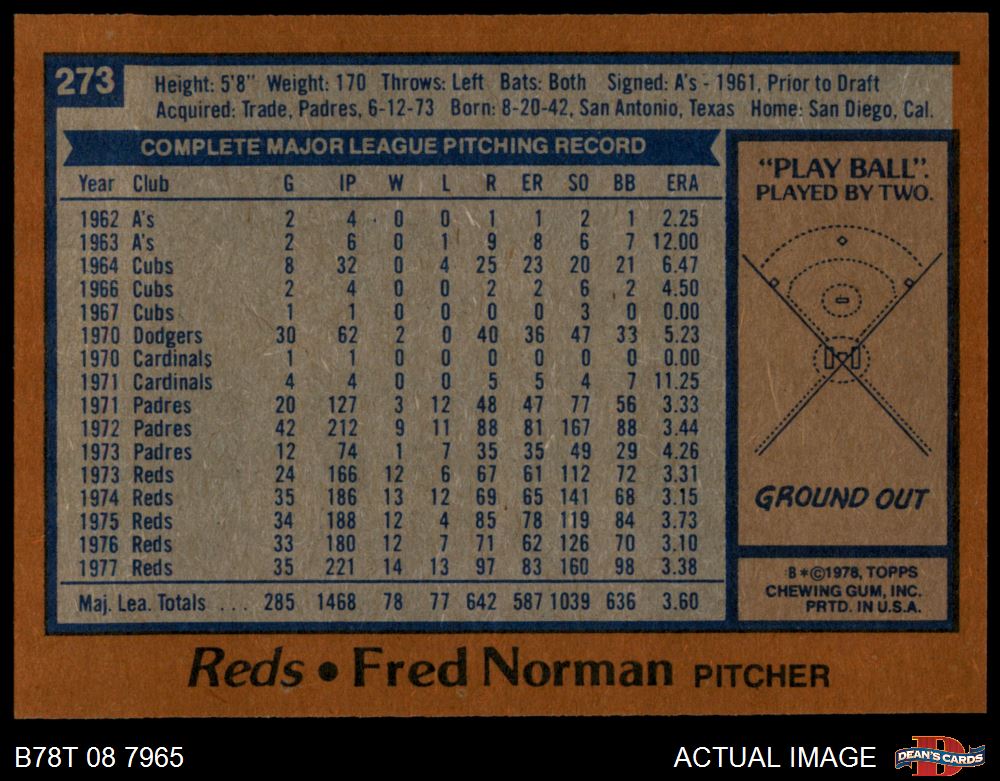 273
Height: 5'8" Weight: 170 Throws: Left Bats: Both Signed: A's - 1961, Prior to Draft
Acquired: Trade, Padres, 6-12-73 Born: 8-20-42, San Antonio, Texas Home: San Diego, Cal.
COMPLETE MAJOR LEAGUE PITCHING RECORD
Year Club G IP W L R ER SO BB ERA
1962 A's 2 4 0 0 1 1 2 1 2.25
1963 A's 2 6 0 1 9 8 6 7 12.00
1964 Cubs 8 32 0 4 25 23 20 21 6.47
1966 Cubs 2 4 0 0 2 2 6 2 4.50
1967 Cubs 1 1 0 0 0 0 3 0 0.00
1970 Dodgers 30 62 2 0 40 36 47 33 5.23
1970 Cardinals 1 1 0 0 0 0 0 0 0.00
1971 Cardinals 4 4 0 0 5 5 4 7 11.25
1971 Padres 20 127 3 12 48 47 77 56 3.33
1972 Padres 42 212 9 11 88 81 167 88 3.44
1973 Padres 12 74 1 7 35 35 49 29 4.26
1973 Reds 24 166 12 6 67 61 112 72 3.31
1974 Reds 35 186 13 12 69 65 141 68 3.15
1975 Reds 34 188 12 4 85 78 119 84 3.73
1976 Reds 33 180 12 7 71 62 126 70 3.10
1977 Reds 35 221 14 13 97 83 160 98 3.38
Maj. Lea. Totals ... 285 1468 78 77 642 587 1039 636 3.60
"PLAY BALL".
PLAYED BY TWO.
GROUND OUT
B*©1978, TOPPS
CHEWING GUM, INC.
PRTD. IN U.S.A.
Reds • Fred Norman PITCHER
B78T 08 7965
ACTUAL IMAGE
D
DEAN'S CARDS